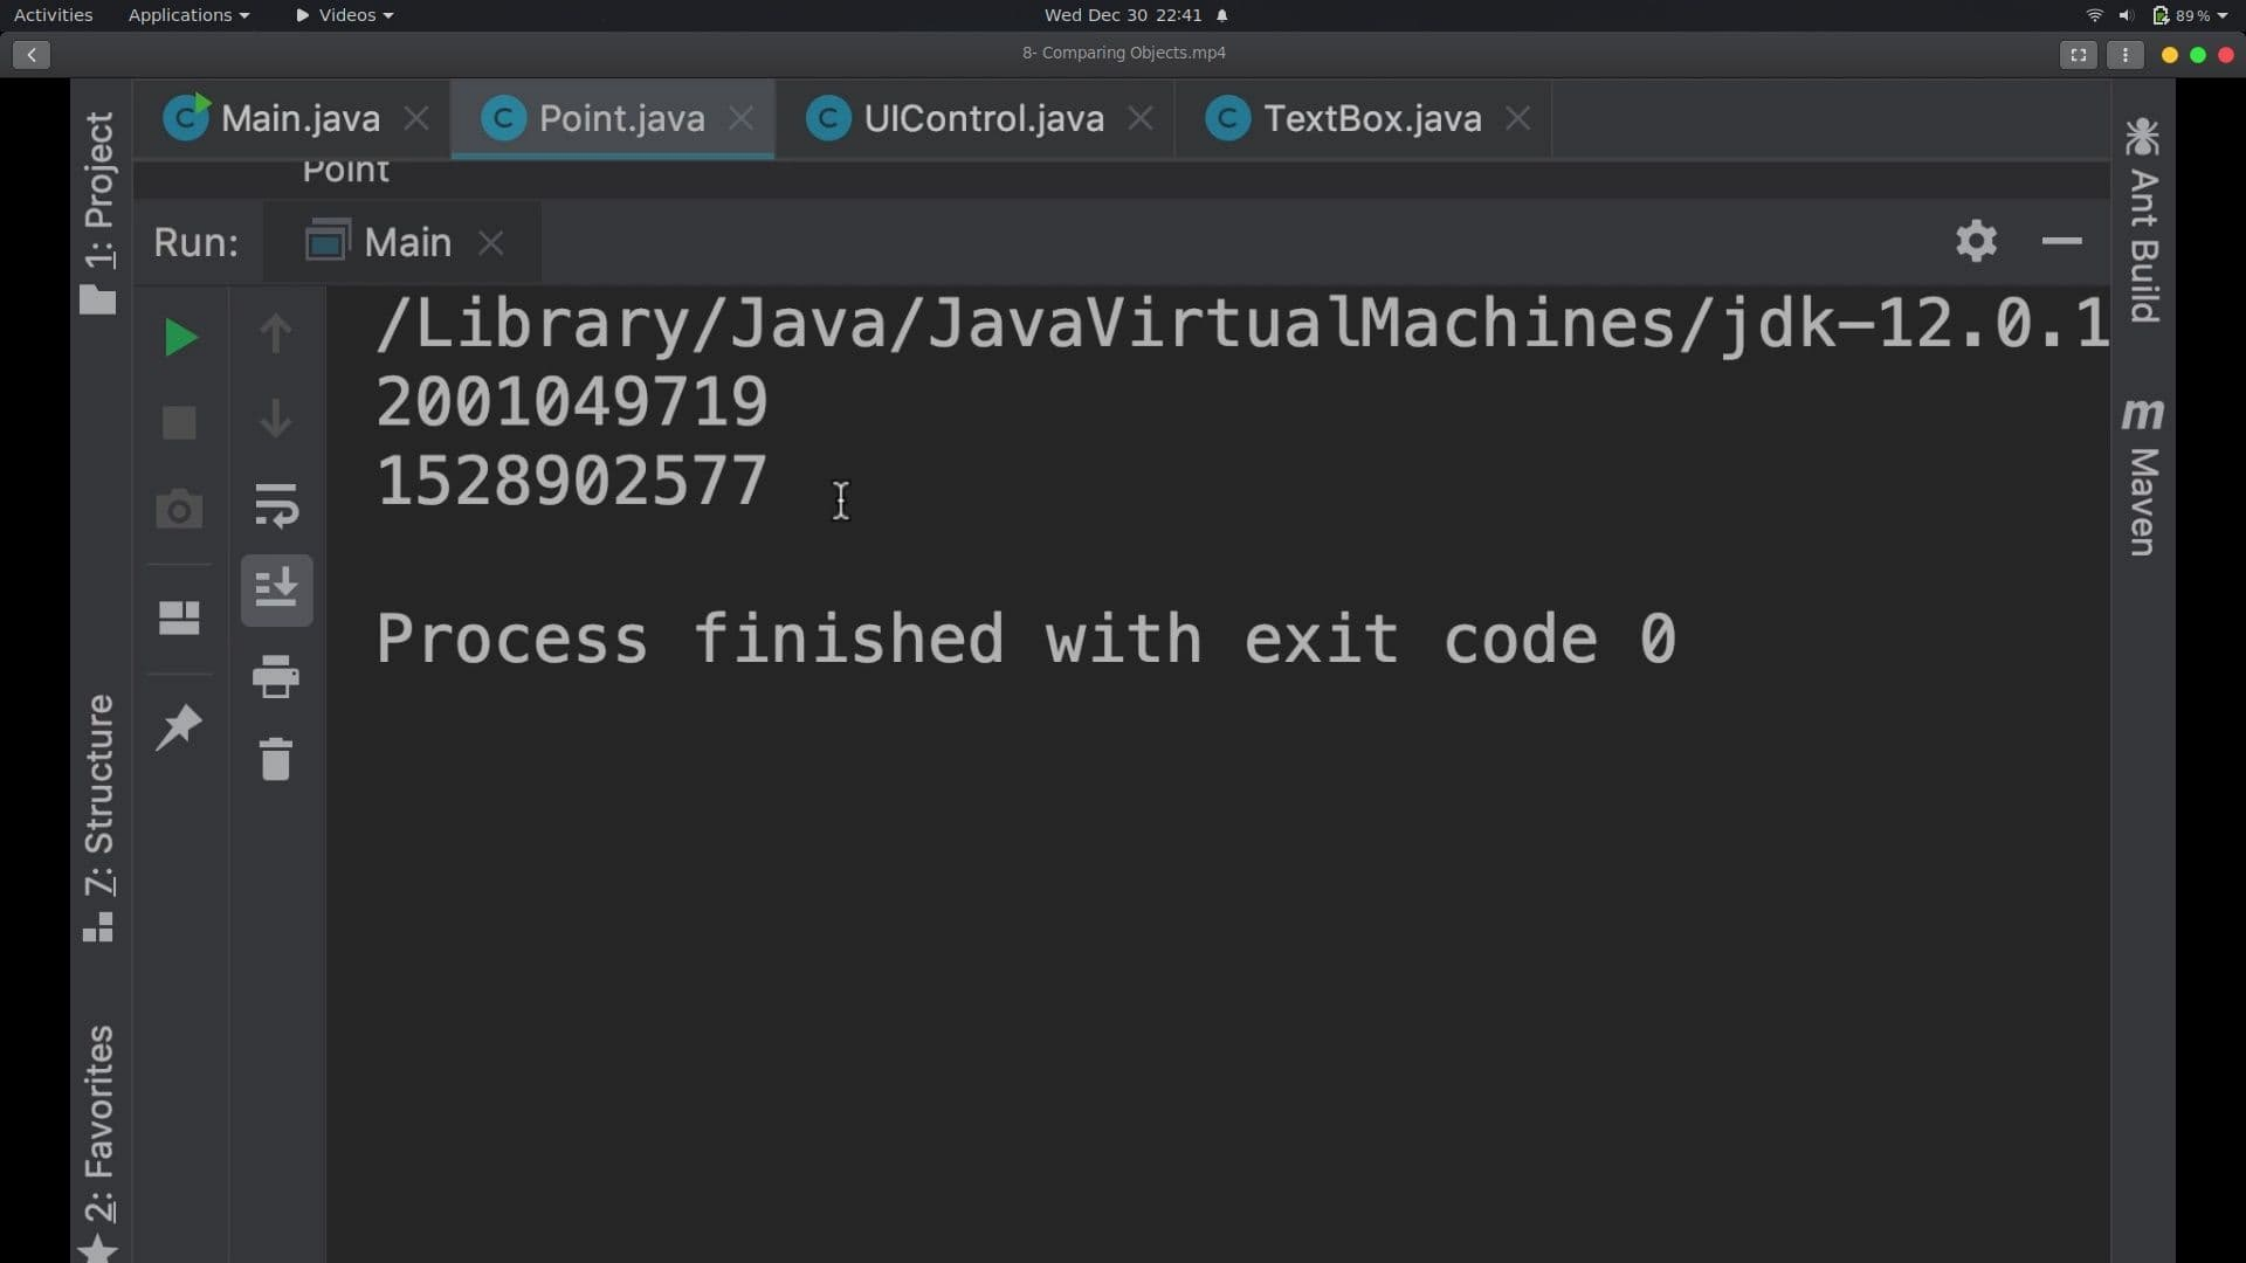 Activities Applications Videos Wed Dec 30 22:41 89 %
8- Comparing Objects.mp4
Main.java Point.java UIControl.java TextBox.java
Point
Run: Main
/Library/Java/JavaVirtualMachines/jdk-12.0.1
2001049719
1528902577
Process finished with exit code 0
1: Project
7: Structure
2: Favorites
Ant Build
m Maven